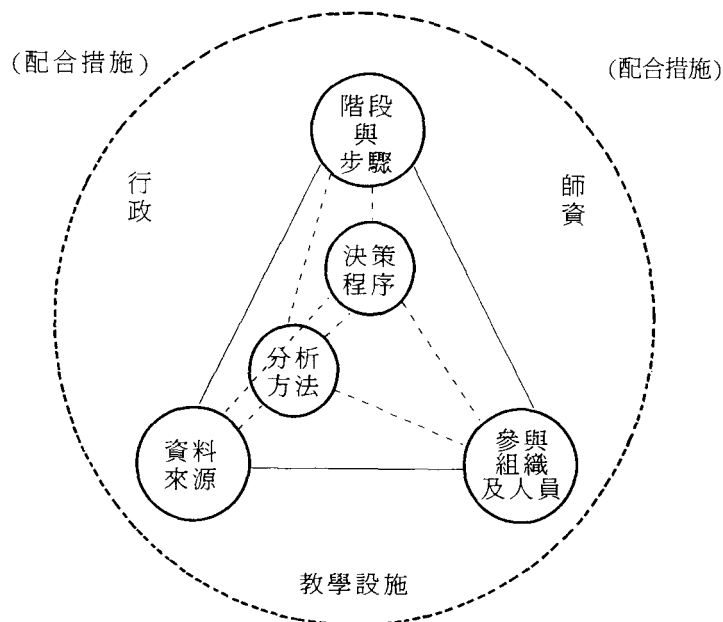 (配合措施)
(配合措施)
階段
與
步驟
行
政
師
資
決策
程序
分析
方法
資料
來源
參與
組織
及人員
教學設施